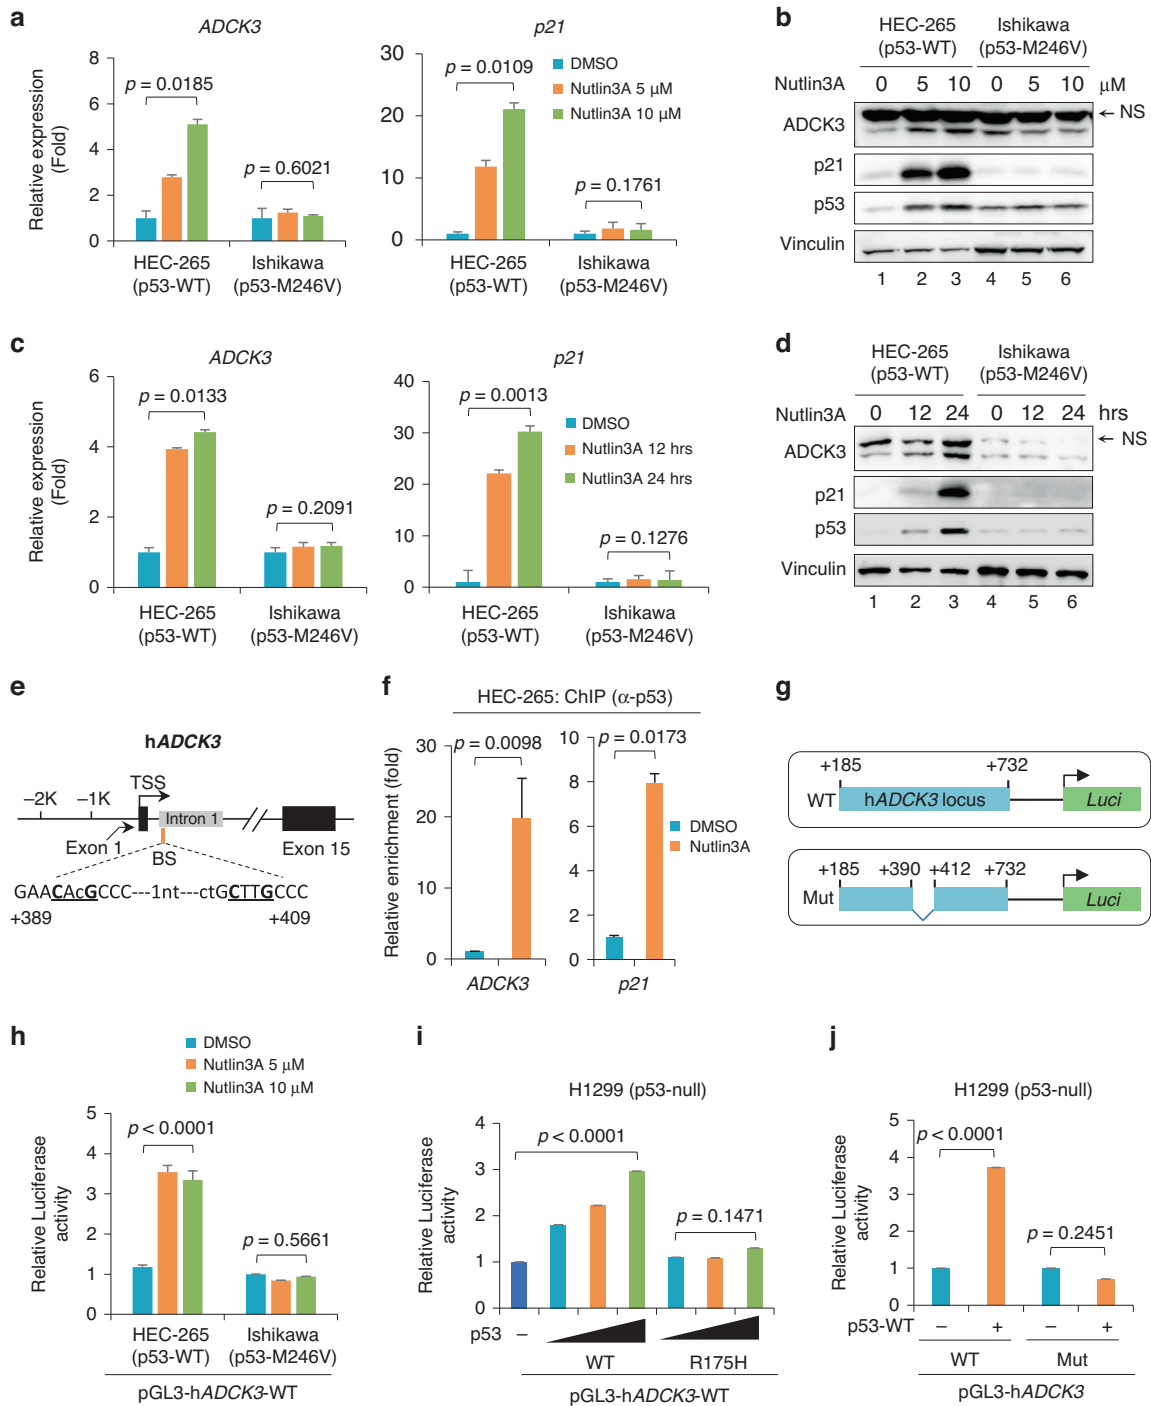 a
ADCK3
p21
Relative expression
(Fold)
8
6
4
2
0
p = 0.0185
p = 0.6021
HEC-265
(p53-WT)
Ishikawa
(p53-M246V)
30
20
10
0
p = 0.0109
p = 0.1761
DMSO
Nutlin3A 5 μM
Nutlin3A 10 μM
HEC-265
(p53-WT)
Ishikawa
(p53-M246V)
b
HEC-265
(p53-WT)
Ishikawa
(p53-M246V)
Nutlin3A 0 5 10 0 5 10 μM
ADCK3
← NS
p21
p53
Vinculin
1 2 3 4 5 6
c
ADCK3
p21
Relative expression
(Fold)
6
4
2
0
p = 0.0133
p = 0.2091
HEC-265
(p53-WT)
Ishikawa
(p53-M246V)
40
30
20
10
0
p = 0.0013
p = 0.1276
DMSO
Nutlin3A 12 hrs
Nutlin3A 24 hrs
HEC-265
(p53-WT)
Ishikawa
(p53-M246V)
d
HEC-265
(p53-WT)
Ishikawa
(p53-M246V)
Nutlin3A
0 12 24 0 12 24 hrs
ADCK3
← NS
p21
p53
Vinculin
1 2 3 4 5 6
e
hADCK3
–2K –1K TSS
Intron 1
Exon 1
BS
Exon 15
GAACAcGCCC---1nt---ctGCTTGCCC
+389 +409
f
HEC-265: ChIP (α-p53)
Relative enrichment (fold)
30
20
10
0
p = 0.0098
ADCK3
10
8
6
4
2
0
p = 0.0173
p21
DMSO
Nutlin3A
g
+185 +732
WT hADCK3 locus Luci
+185 +390 +412 +732
Mut Luci
h
DMSO
Nutlin3A 5 μM
Nutlin3A 10 μM
Relative Luciferase
activity
5
4
3
2
1
0
p < 0.0001
p = 0.5661
HEC-265
(p53-WT)
Ishikawa
(p53-M246V)
pGL3-hADCK3-WT
i
H1299 (p53-null)
Relative Luciferase
activity
4
3
2
1
0
p < 0.0001
p = 0.1471
p53 –
WT R175H
pGL3-hADCK3-WT
j
H1299 (p53-null)
Relative Luciferase
activity
5
4
3
2
1
0
p < 0.0001
p = 0.2451
p53-WT – + – +
WT Mut
pGL3-hADCK3